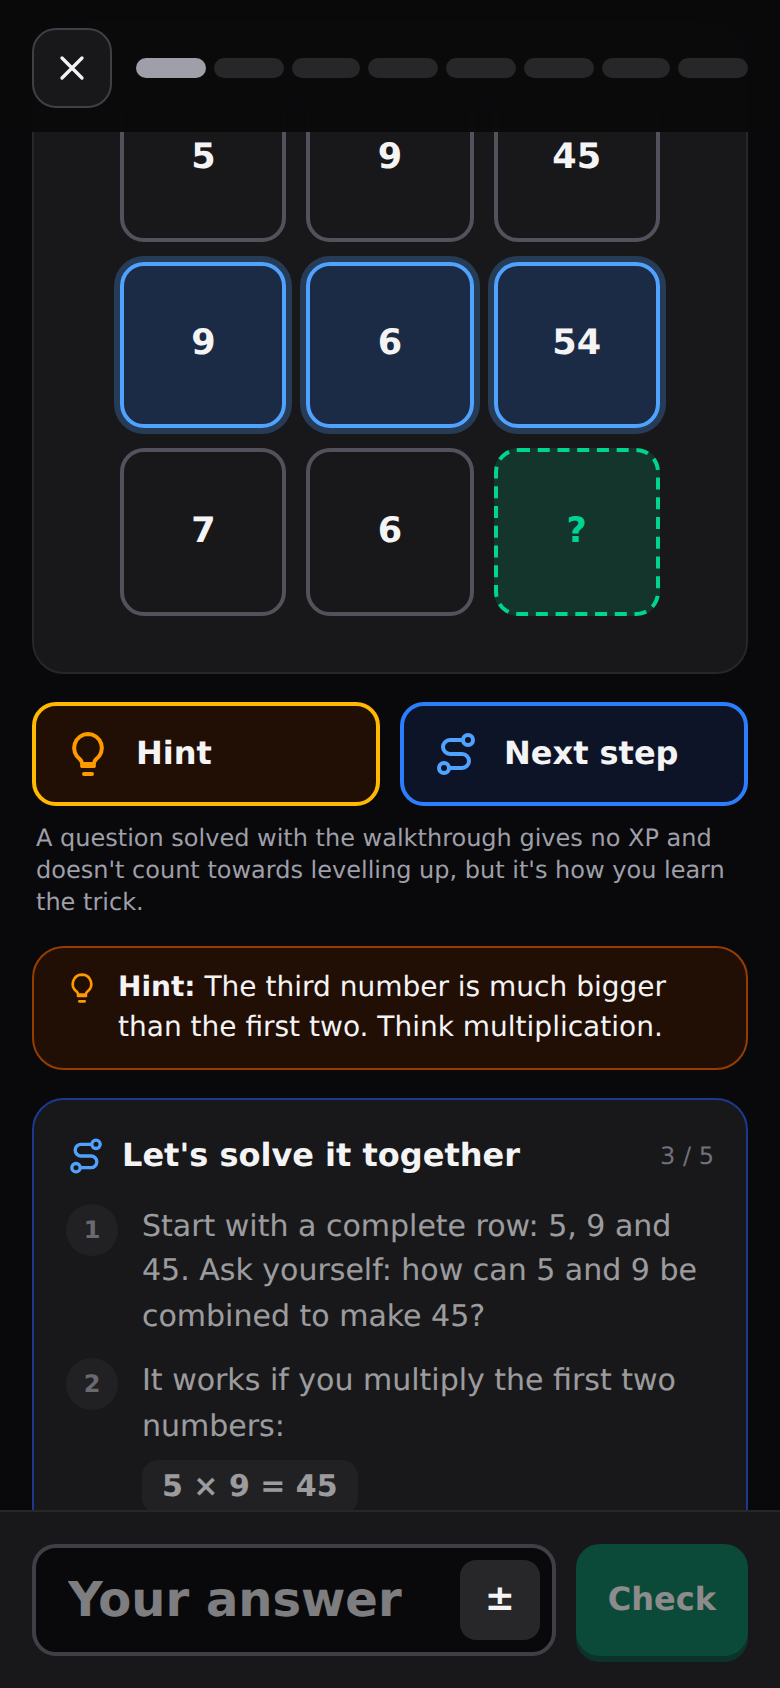 5 9 45
9 6 54
7 6 ?
Hint
Next step
A question solved with the walkthrough gives no XP and
doesn't count towards levelling up, but it's how you learn
the trick.
Hint: The third number is much bigger
than the first two. Think multiplication.
Let's solve it together 3 / 5
1 Start with a complete row: 5, 9 and
45. Ask yourself: how can 5 and 9 be
combined to make 45?
2 It works if you multiply the first two
numbers:
5 × 9 = 45
Your answer ± Check